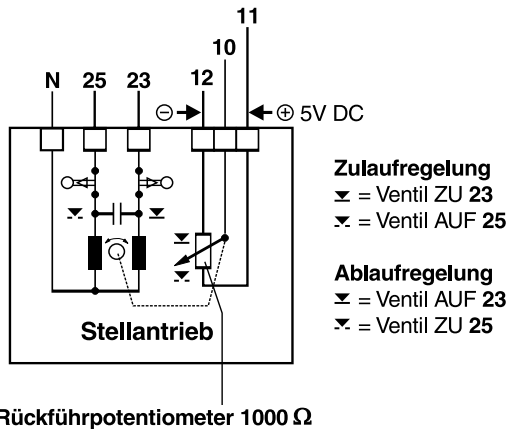 11
10
N 25 23 12
⊖ ⊕ 5V DC
Zulaufregelung
= Ventil ZU 23
= Ventil AUF 25
Ablaufregelung
= Ventil AUF 23
= Ventil ZU 25
Stellantrieb
Rückführpotentiometer 1000 Ω